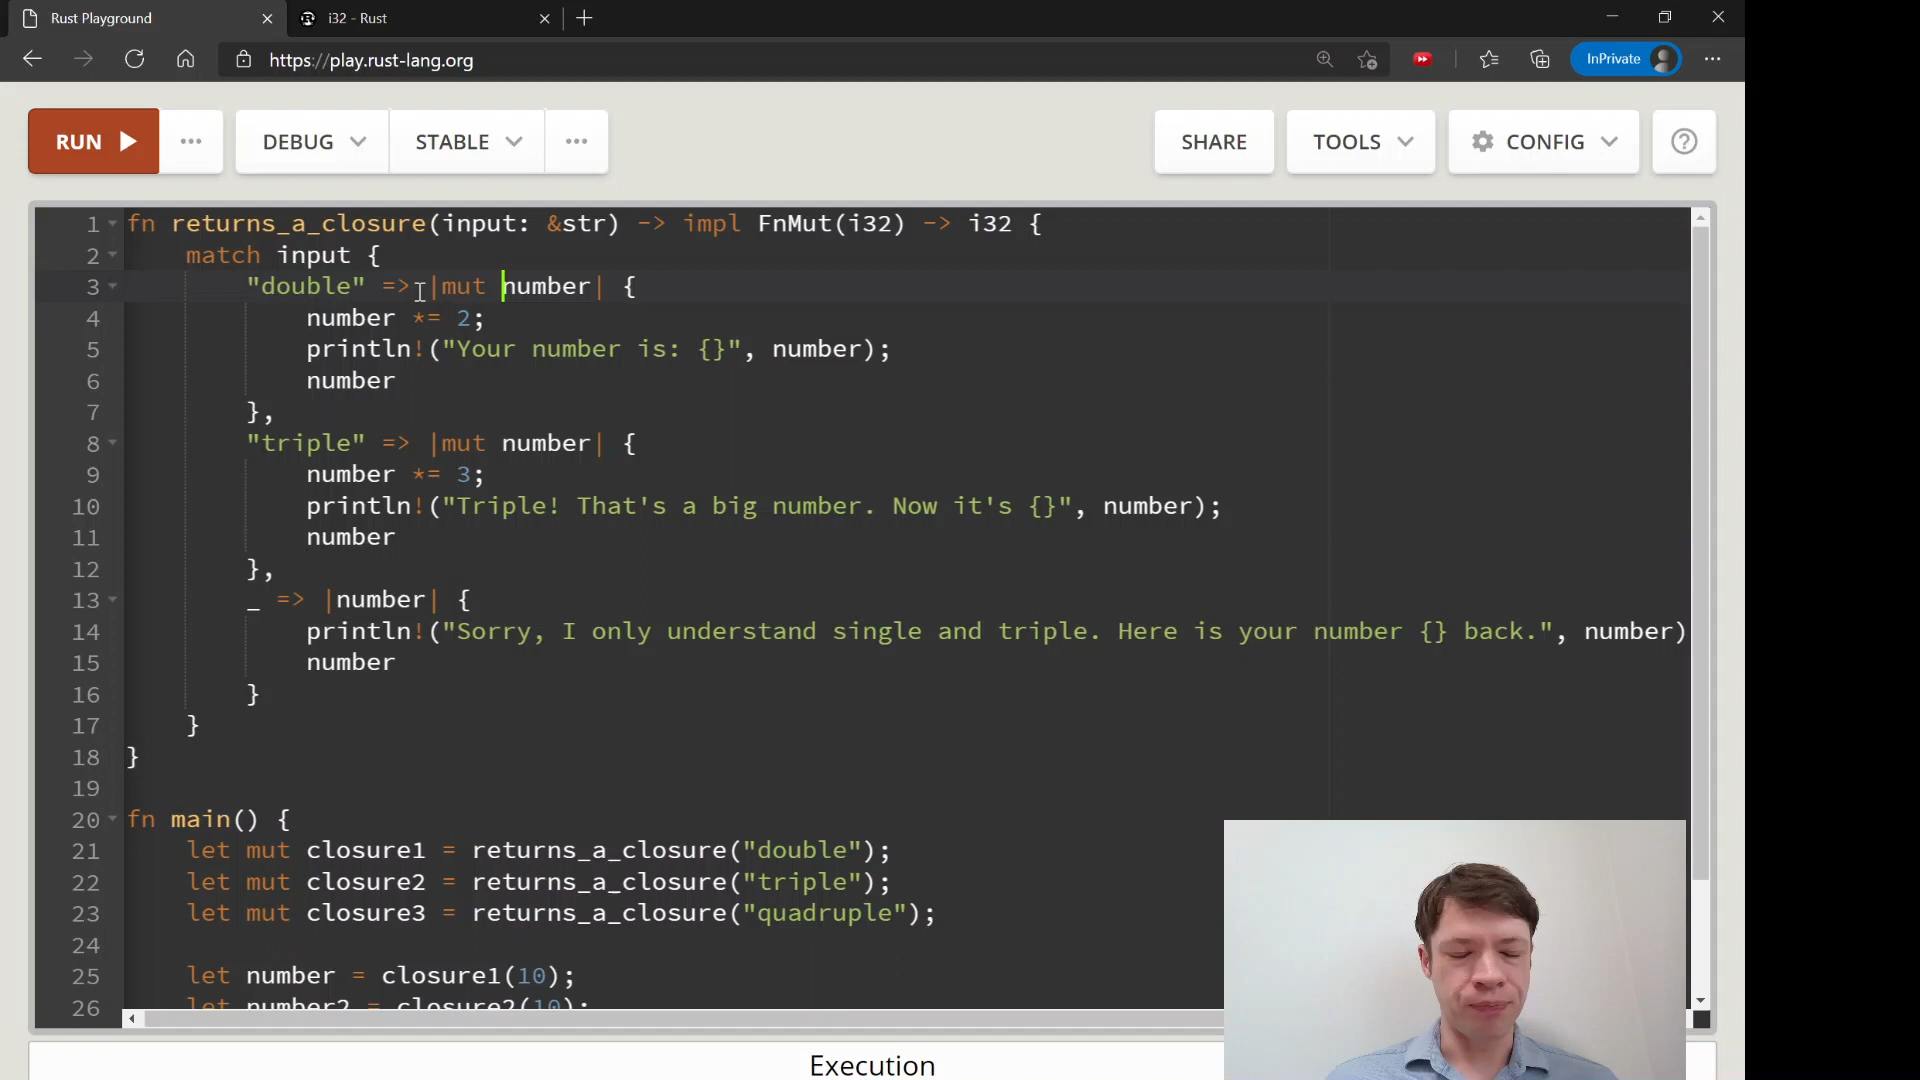 Rust Playground
i32 - Rust
https://play.rust-lang.org
InPrivate
RUN
DEBUG
STABLE
SHARE
TOOLS
CONFIG
1 fn returns_a_closure(input: &str) -> impl FnMut(i32) -> i32 {
2 match input {
3 "double" => |mut number| {
4 number *= 2;
5 println!("Your number is: {}", number);
6 number
7 },
8 "triple" => |mut number| {
9 number *= 3;
10 println!("Triple! That's a big number. Now it's {}", number);
11 number
12 },
13 _ => |number| {
14 println!("Sorry, I only understand single and triple. Here is your number {} back.", number)
15 number
16 }
17 }
18 }
19
20 fn main() {
21 let mut closure1 = returns_a_closure("double");
22 let mut closure2 = returns_a_closure("triple");
23 let mut closure3 = returns_a_closure("quadruple");
24
25 let number = closure1(10);
26 let number2 = closure2(10);
Execution